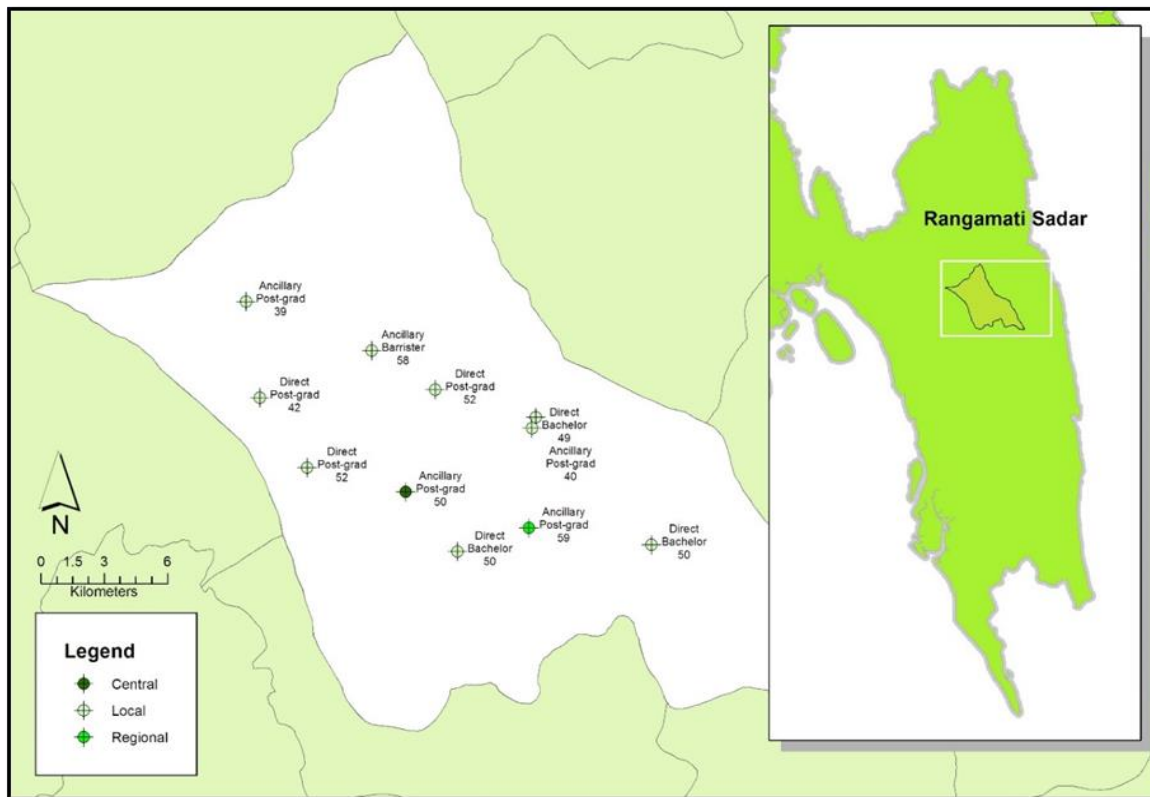 Rangamati Sadar
Ancillary
Post-grad
39
Ancillary
Barrister
58
Direct
Post-grad
42
Direct
Post-grad
52
Direct
Bachelor
49
Ancillary
Post-grad
40
Direct
Post-grad
52
Ancillary
Post-grad
50
Ancillary
Post-grad
59
Direct
Bachelor
50
Direct
Bachelor
50
N
0 1.5 3 6
Kilometers
Legend
Central
Local
Regional